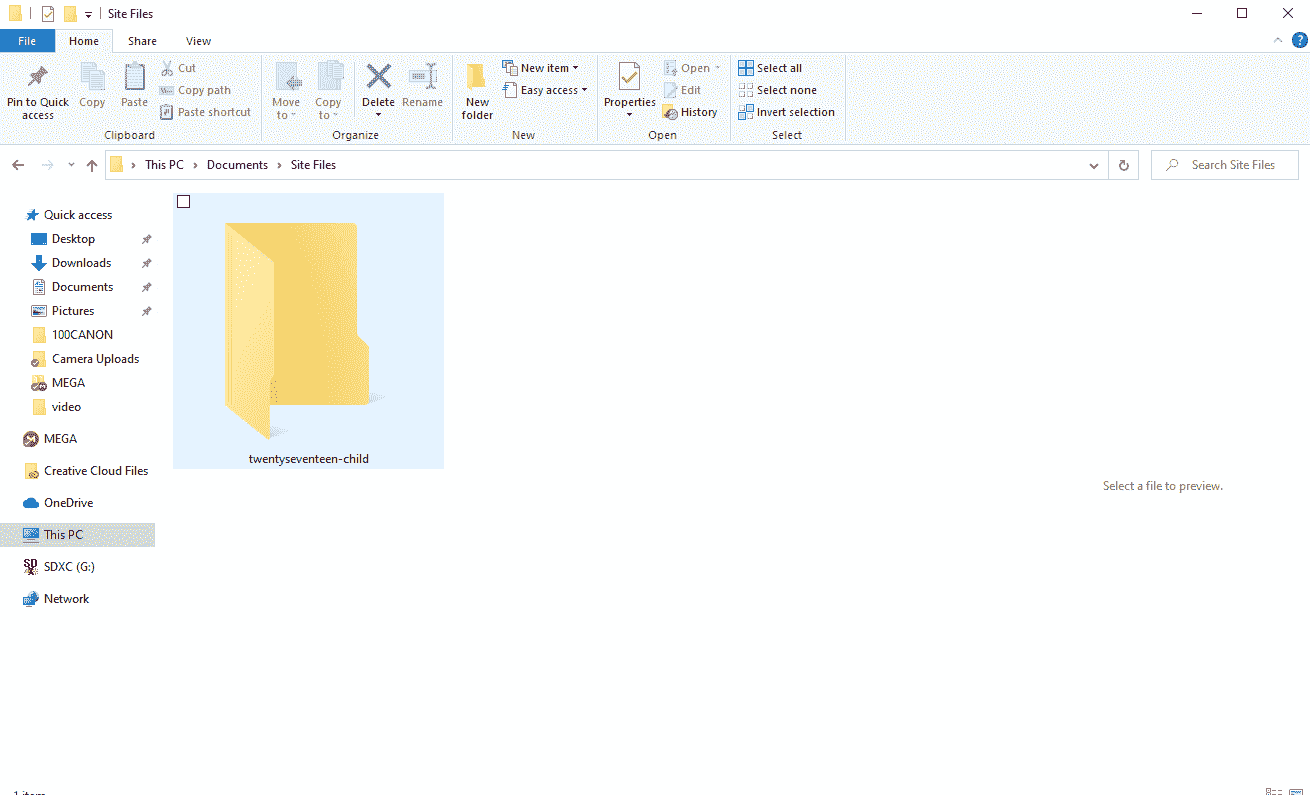 Site Files
File Home Share View
Pin to Quick access
Copy
Paste
Cut
Copy path
Paste shortcut
Clipboard
Move to
Copy to
Delete
Rename
Organize
New folder
New item
Easy access
New
Properties
Open
Edit
History
Open
Select all
Select none
Invert selection
Select
This PC > Documents > Site Files
Search Site Files
Quick access
Desktop
Downloads
Documents
Pictures
100CANON
Camera Uploads
MEGA
video
MEGA
Creative Cloud Files
OneDrive
This PC
SDXC (G:)
Network
twentyseventeen-child
Select a file to preview.
1 item